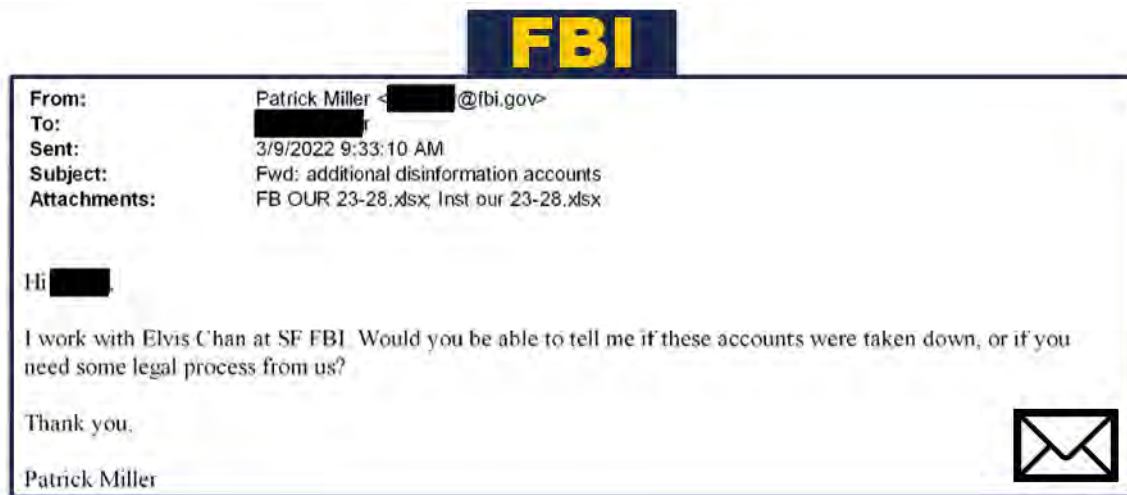 FBI
From: Patrick Miller < @fbi.gov>
To:
Sent: 3/9/2022 9:33:10 AM
Subject: Fwd: additional disinformation accounts
Attachments: FB OUR 23-28.xlsx; Inst our 23-28.xlsx
Hi ,
I work with Elvis Chan at SF FBI. Would you be able to tell me if these accounts were taken down, or if you
need some legal process from us?
Thank you,
Patrick Miller